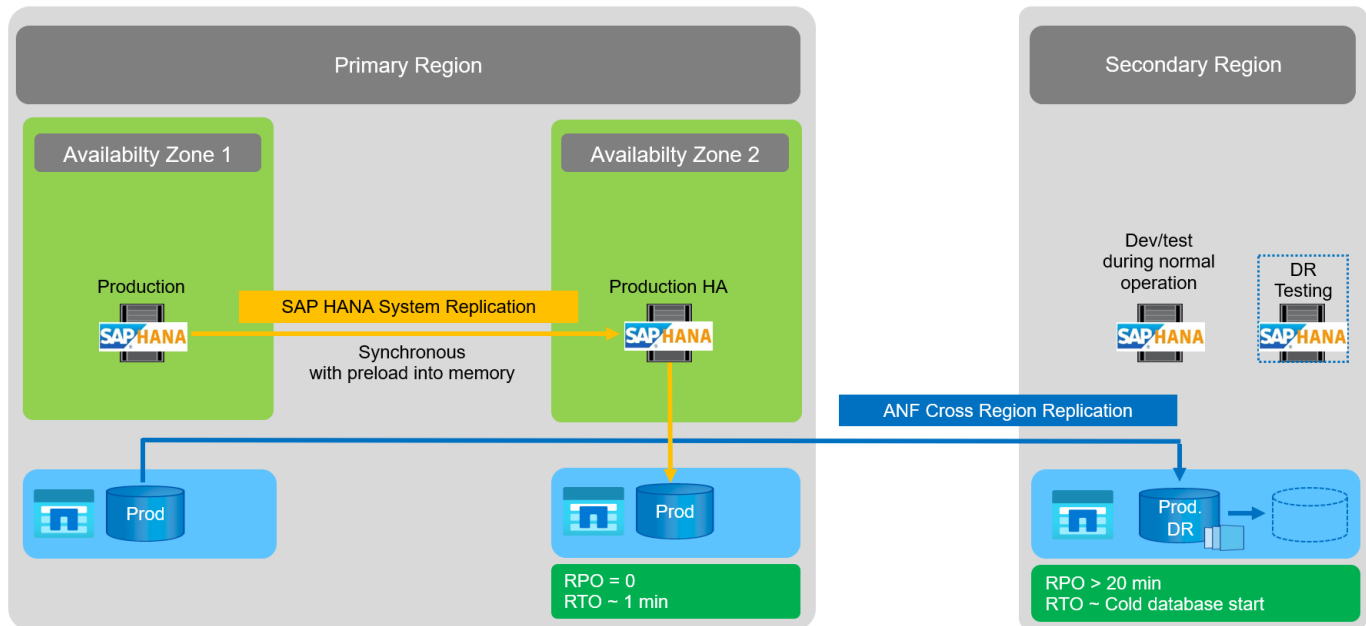 Primary Region
Secondary Region
Availabilty Zone 1
Availabilty Zone 2
Production
SAP HANA
SAP HANA System Replication
Synchronous
with preload into memory
Production HA
SAP HANA
Dev/test
during normal
operation
SAP HANA
DR
Testing
SAP HANA
ANF Cross Region Replication
Prod
Prod
Prod.
DR
RPO = 0
RTO ~ 1 min
RPO > 20 min
RTO ~ Cold database start